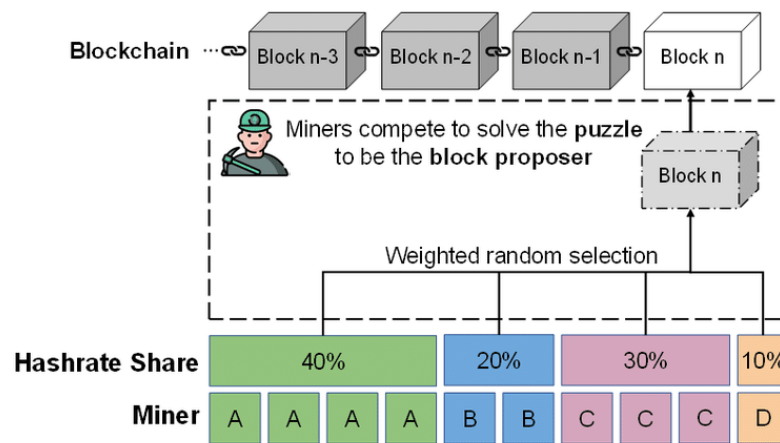 Blockchain ... Block n-3 Block n-2 Block n-1 Block n
Miners compete to solve the puzzle
to be the block proposer
Block n
Weighted random selection
Hashrate Share 40% 20% 30% 10%
Miner A A A A B B C C C D